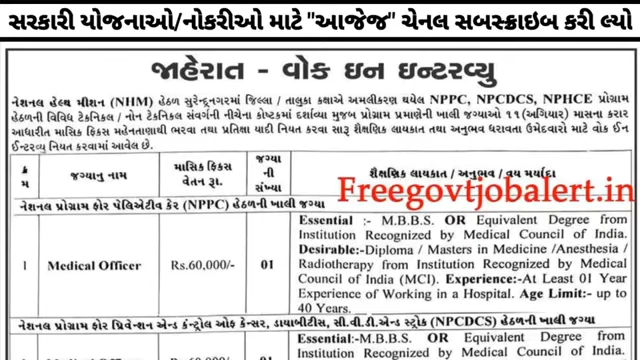 સરકારી યોજનાઓ/નોકરીઓ માટે "આજેજ" ચેનલ સબસ્ક્રાઇબ કરી લ્યો
જાહેરાત - વોક ઇન ઇન્ટરવ્યુ
નેશનલ હેલ્થ મીશન (NHM) હેઠળ સુરેન્દ્રનગરમાં જિલ્લા / તાલુકા કક્ષાએ અમલીકરણ થયેલ NPPC, NPCDCS, NPHCE પ્રોગ્રામ
હેઠળની વિવિધ ટેકનિકલ / નોન ટેકનિકલ સંવર્ગની નીચેના કોષ્ટકમાં દર્શાવ્યા મુજબ પ્રોગ્રામ પ્રમાણેની ખાલી જગ્યાઓ ૧૧ (અગિયાર) માસના કરાર
આધારીત માસિક ફિકસ મહેનતાણાથી ભરવા તથા પ્રતિક્ષા યાદી નિયત કરવા સારૂ શૈક્ષણિક લાયકાત તથા અનુભવ ધરાવતા ઉમેદવારો માટે વોક ઈન
ઈન્ટરવ્યુ નિયત કરવામાં આવેલ છે.
ક્રમ
જગ્યાનુ નામ
માસિક ફિકસ
વેતન રૂા.
જગ્યાની
સંખ્યા
શૈક્ષણિક લાયકાત / અનુભવ / વય મર્યાદા
Freegovtjobalert.in
નેશનલ પ્રોગ્રામ ફોર પેલિએટીવ કેર (NPPC) હેઠળની ખાલી જગ્યા
1
Medical Officer
Rs.60,000/-
01
Essential :- M.B.B.S. OR Equivalent Degree from
Institution Recognized by Medical Council of India.
Desirable:-Diploma / Masters in Medicine /Anesthesia /
Radiotherapy from Institution Recognized by Medical
Council of India (MCI). Experience:-At Least 01 Year
Experience of Working in a Hospital. Age Limit:- up to
40 Years.
નેશનલ પ્રોગ્રામ ફોર પ્રિવેન્શન એન્ડ કંન્ટ્રોલ ઓફ કેન્સર, ડાયાબીટીસ, સી.વી.ડી.એન્ડ સ્ટ્રોક (NPCDCS) હેઠળની ખાલી જગ્યા
Essential:- M.B.B.S. OR Equivalent Degree from